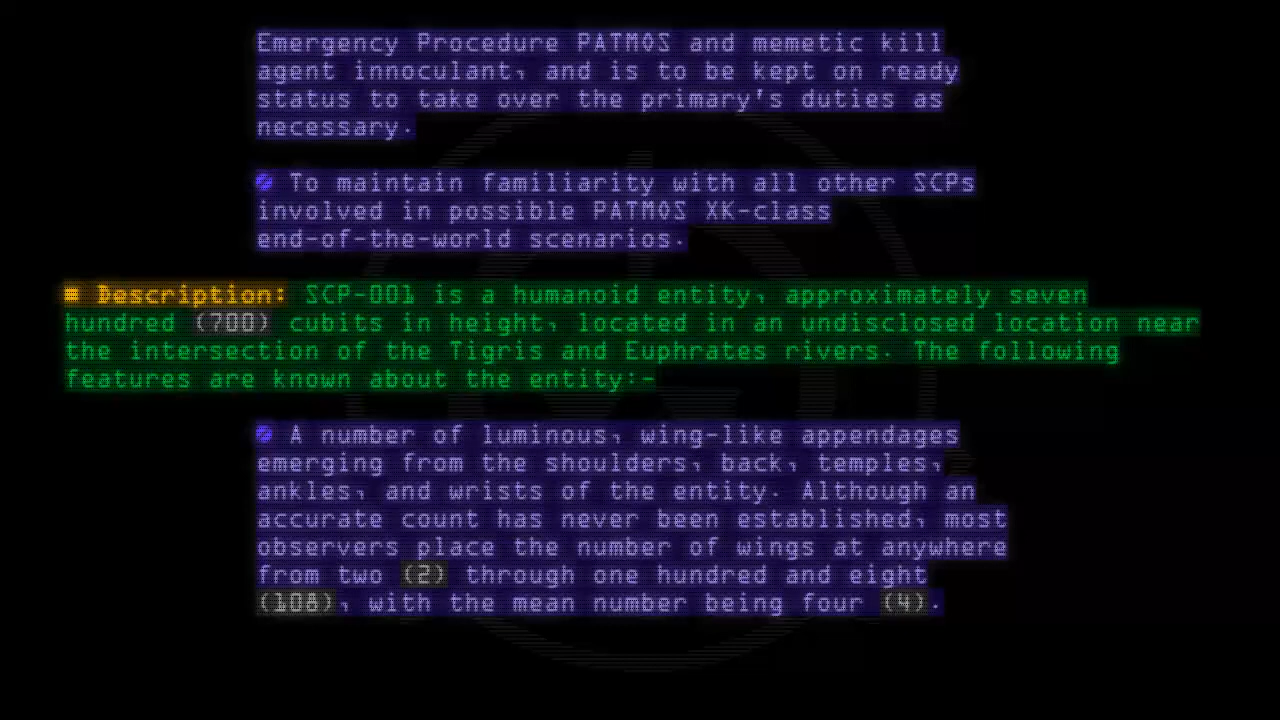 Emergency Procedure PATMOS and memetic kill
agent innoculant, and is to be kept on ready
status to take over the primary's duties as
necessary.
To maintain familiarity with all other SCPs
involved in possible PATMOS XK-class
end-of-the-world scenarios.
■ Description: SCP-001 is a humanoid entity, approximately seven
hundred (700) cubits in height, located in an undisclosed location near
the intersection of the Tigris and Euphrates rivers. The following
features are known about the entity:-
A number of luminous, wing-like appendages
emerging from the shoulders, back, temples,
ankles, and wrists of the entity. Although an
accurate count has never been established, most
observers place the number of wings at anywhere
from two (2) through one hundred and eight
(108), with the mean number being four (4).